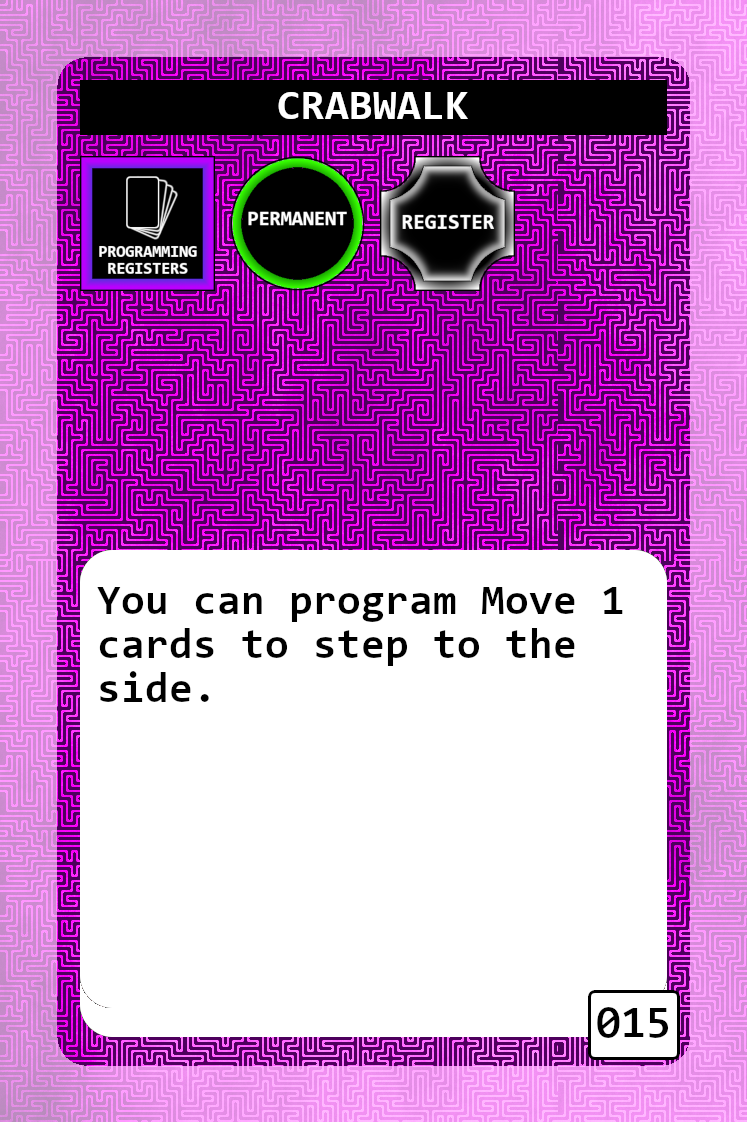 CRABWALK
PROGRAMMING
REGISTERS
PERMANENT
REGISTER
You can program Move 1
cards to step to the
side.
015